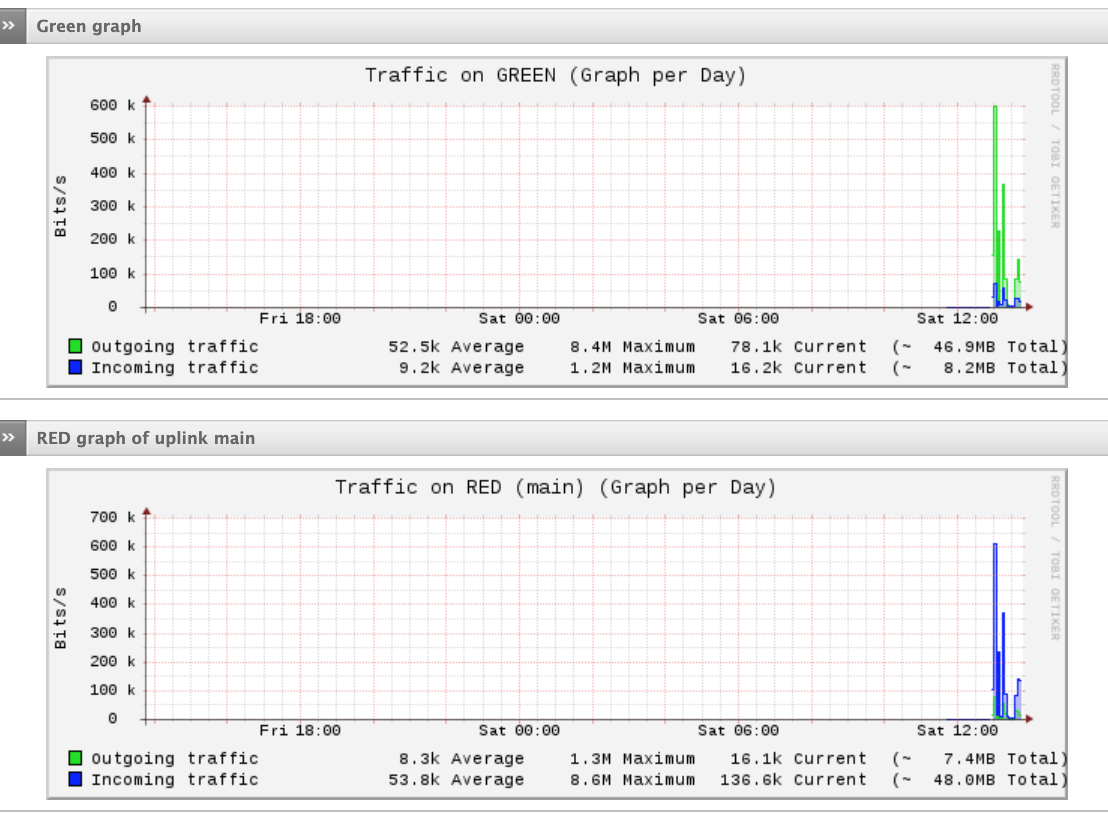 » Green graph
Traffic on GREEN (Graph per Day)
RRDTOOL / TOBI OETIKER
600 k
500 k
400 k
300 k
200 k
100 k
0
Bits/s
Fri 18:00 Sat 00:00 Sat 06:00 Sat 12:00
Outgoing traffic 52.5k Average 8.4M Maximum 78.1k Current (~ 46.9MB Total)
Incoming traffic 9.2k Average 1.2M Maximum 16.2k Current (~ 8.2MB Total)
» RED graph of uplink main
Traffic on RED (main) (Graph per Day)
RRDTOOL / TOBI OETIKER
700 k
600 k
500 k
400 k
300 k
200 k
100 k
0
Bits/s
Fri 18:00 Sat 00:00 Sat 06:00 Sat 12:00
Outgoing traffic 8.3k Average 1.3M Maximum 16.1k Current (~ 7.4MB Total)
Incoming traffic 53.8k Average 8.6M Maximum 136.6k Current (~ 48.0MB Total)